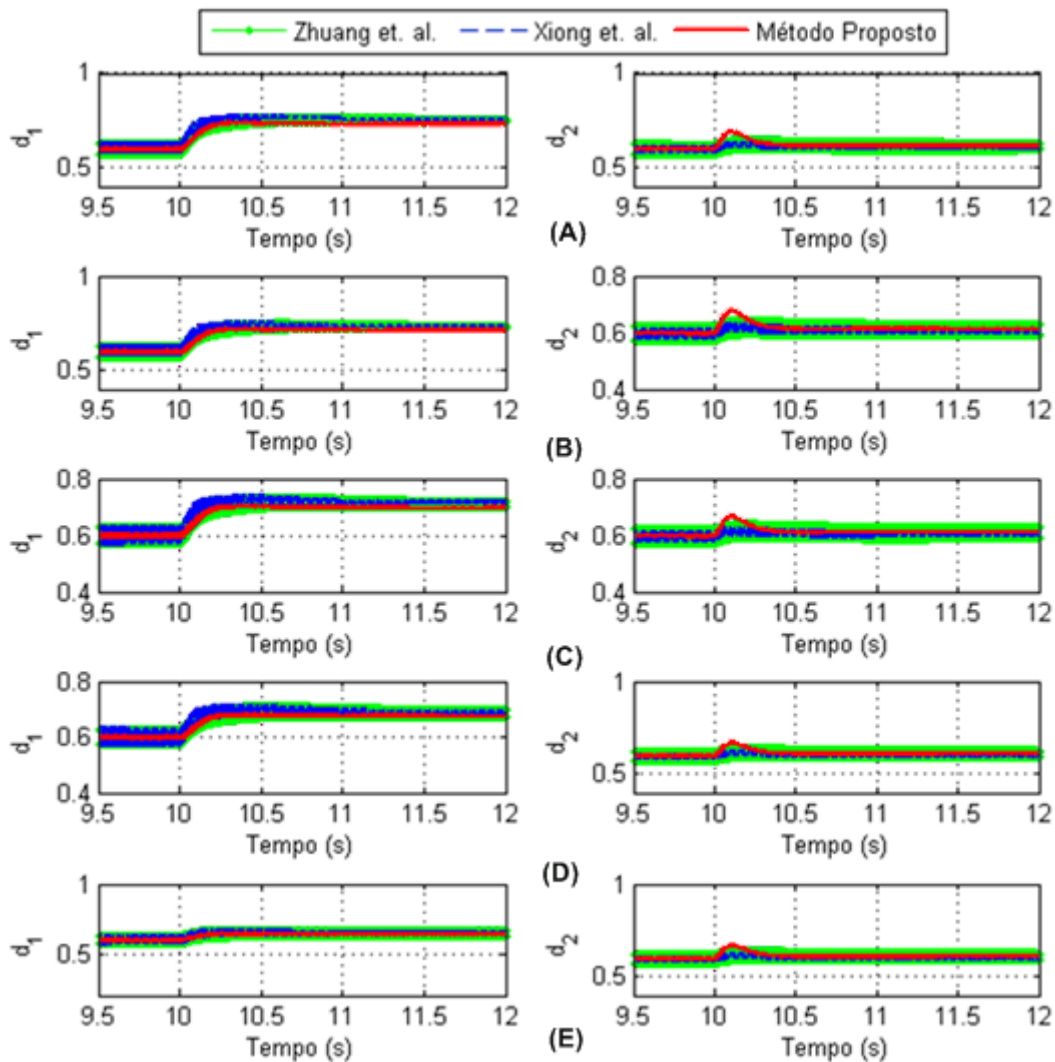 Zhuang et. al. Xiong et. al. Método Proposto
1 1
d1 d2
0.5 0.5
9.5 10 10.5 11 11.5 12 9.5 10 10.5 11 11.5 12
Tempo (s) (A) Tempo (s)
1 0.8
d1 d2
0.5 0.6
0.4
9.5 10 10.5 11 11.5 12 9.5 10 10.5 11 11.5 12
Tempo (s) (B) Tempo (s)
0.8 0.8
d1 d2
0.6 0.6
0.4 0.4
9.5 10 10.5 11 11.5 12 9.5 10 10.5 11 11.5 12
Tempo (s) (C) Tempo (s)
0.8 1
d1 d2
0.6 0.5
0.4
9.5 10 10.5 11 11.5 12 9.5 10 10.5 11 11.5 12
Tempo (s) (D) Tempo (s)
1 1
d1 d2
0.5 0.5
9.5 10 10.5 11 11.5 12 9.5 10 10.5 11 11.5 12
Tempo (s) (E) Tempo (s)